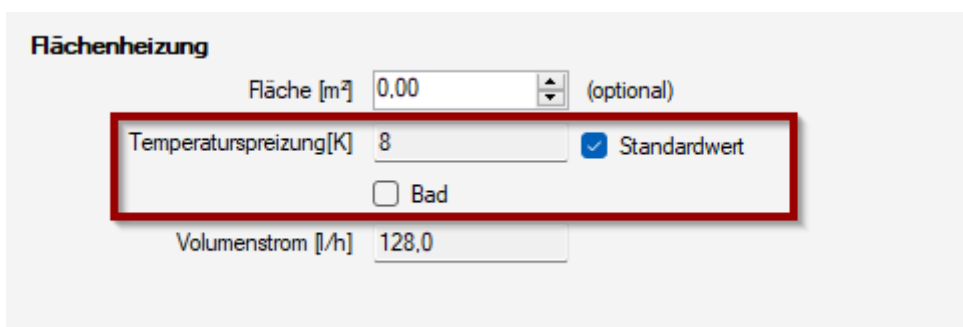 Flächenheizung
Fläche [m²] 0,00 (optional)
Temperaturspreizung[K] 8 Standardwert
Bad
Volumenstrom [l/h] 128,0